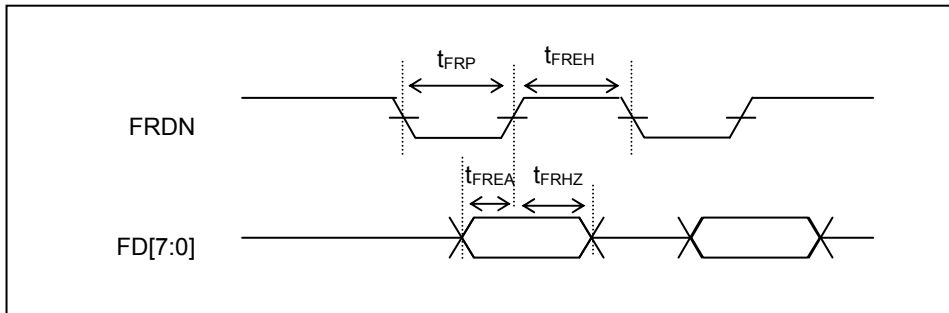 tFRP
tFREH
FRDN
tFREA
tFRHZ
FD[7:0]